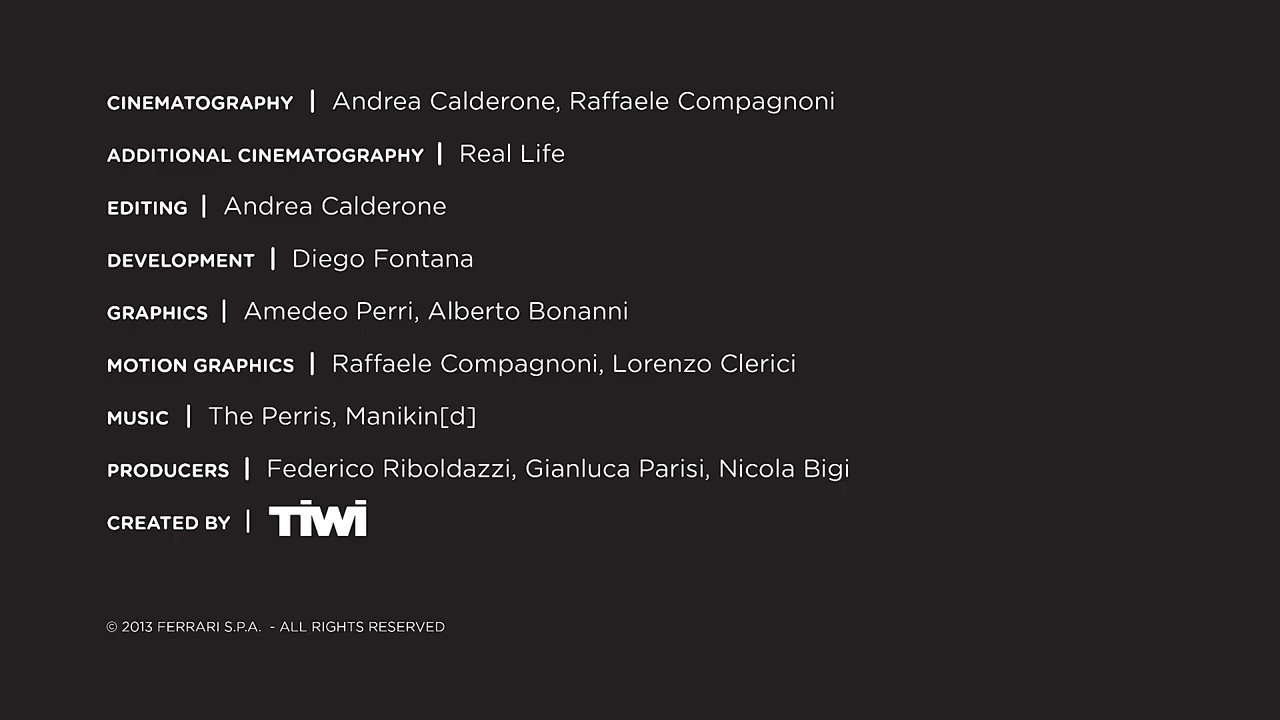 CINEMATOGRAPHY | Andrea Calderone, Raffaele Compagnoni
ADDITIONAL CINEMATOGRAPHY | Real Life
EDITING | Andrea Calderone
DEVELOPMENT | Diego Fontana
GRAPHICS | Amedeo Perri, Alberto Bonanni
MOTION GRAPHICS | Raffaele Compagnoni, Lorenzo Clerici
MUSIC | The Perris, Manikin[d]
PRODUCERS | Federico Riboldazzi, Gianluca Parisi, Nicola Bigi
CREATED BY | TIWI
© 2013 FERRARI S.P.A. - ALL RIGHTS RESERVED